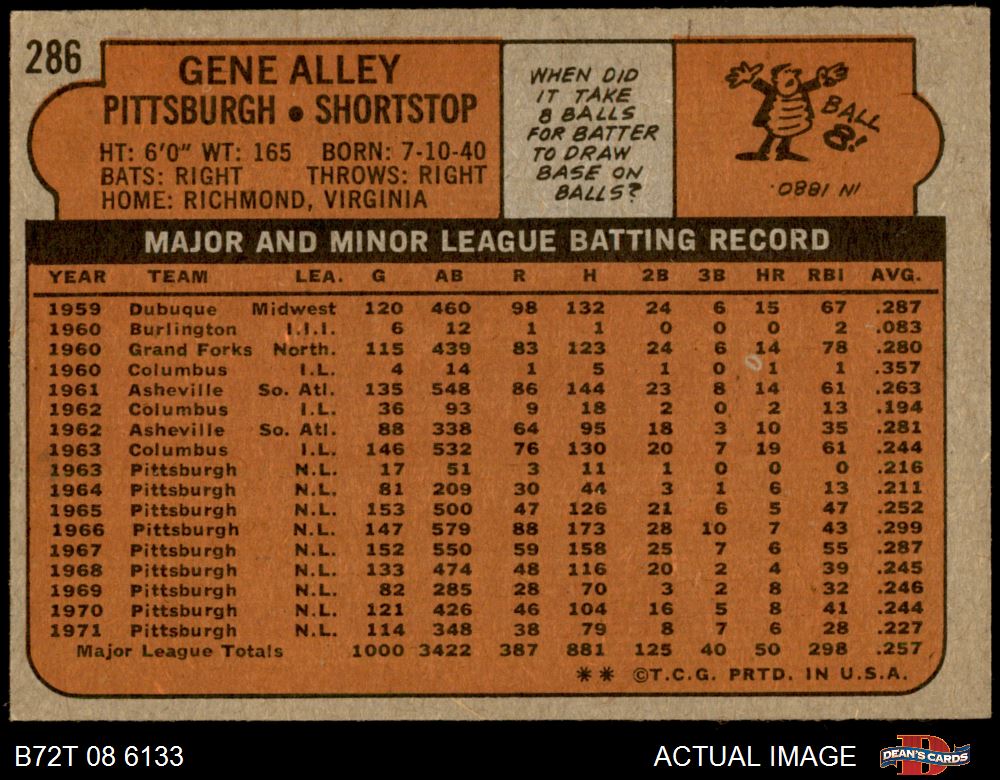 286
GENE ALLEY
PITTSBURGH • SHORTSTOP
HT: 6'0" WT: 165 BORN: 7-10-40
BATS: RIGHT THROWS: RIGHT
HOME: RICHMOND, VIRGINIA
WHEN DID
IT TAKE
8 BALLS
FOR BATTER
TO DRAW
BASE ON
BALLS?
BALL
8!
IN 1880.
MAJOR AND MINOR LEAGUE BATTING RECORD
YEAR TEAM LEA. G AB R H 2B 3B HR RBI AVG.
1959 Dubuque Midwest 120 460 98 132 24 6 15 67 .287
1960 Burlington I.I.I. 6 12 1 1 0 0 0 2 .083
1960 Grand Forks North. 115 439 83 123 24 6 14 78 .280
1960 Columbus I.L. 4 14 1 5 1 0 1 1 .357
1961 Asheville So. Atl. 135 548 86 144 23 8 14 61 .263
1962 Columbus I.L. 36 93 9 18 2 0 2 13 .194
1962 Asheville So. Atl. 88 338 64 95 18 3 10 35 .281
1963 Columbus I.L. 146 532 76 130 20 7 19 61 .244
1963 Pittsburgh N.L. 17 51 3 11 1 0 0 0 .216
1964 Pittsburgh N.L. 81 209 30 44 3 1 6 13 .211
1965 Pittsburgh N.L. 153 500 47 126 21 6 5 47 .252
1966 Pittsburgh N.L. 147 579 88 173 28 10 7 43 .299
1967 Pittsburgh N.L. 152 550 59 158 25 7 6 55 .287
1968 Pittsburgh N.L. 133 474 48 116 20 2 4 39 .245
1969 Pittsburgh N.L. 82 285 28 70 3 2 8 32 .246
1970 Pittsburgh N.L. 121 426 46 104 16 5 8 41 .244
1971 Pittsburgh N.L. 114 348 38 79 8 7 6 28 .227
Major League Totals 1000 3422 387 881 125 40 50 298 .257
** ©T.C.G. PRTD. IN U.S.A.
B72T 08 6133
ACTUAL IMAGE
DEAN'S CARDS